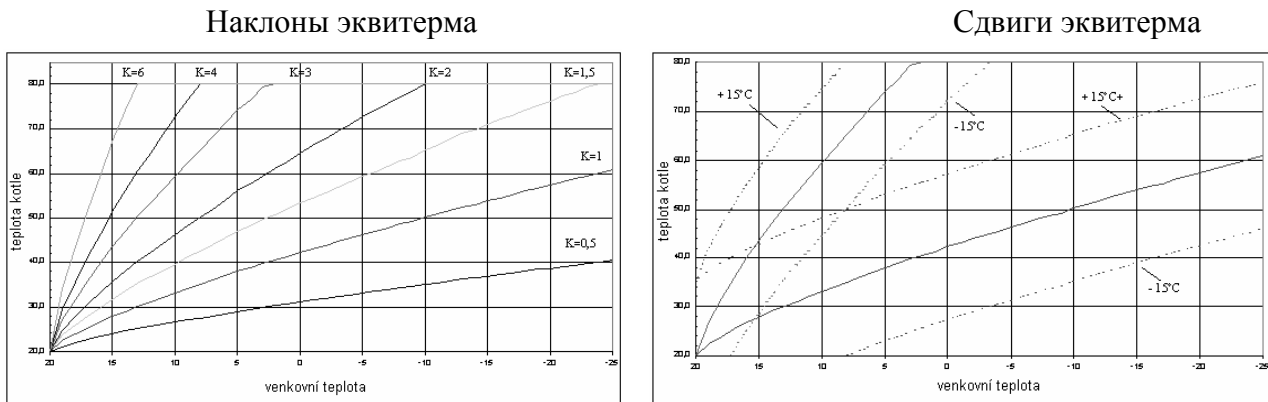 Наклоны эквитерма
K=6 K=4 K=3 K=2 K=1,5
K=1
K=0,5
80,0
70,0
60,0
50,0
40,0
30,0
20,0
teplota kotle
20 15 10 5 0 -5 -10 -15 -20 -25
venkovní teplota
Сдвиги эквитерма
+15°C
-15°C
+15°C+
-15°C
80,0
70,0
60,0
50,0
40,0
30,0
20,0
teplota kotle
20 15 10 5 0 -5 -10 -15 -20 -25
venkovní teplota